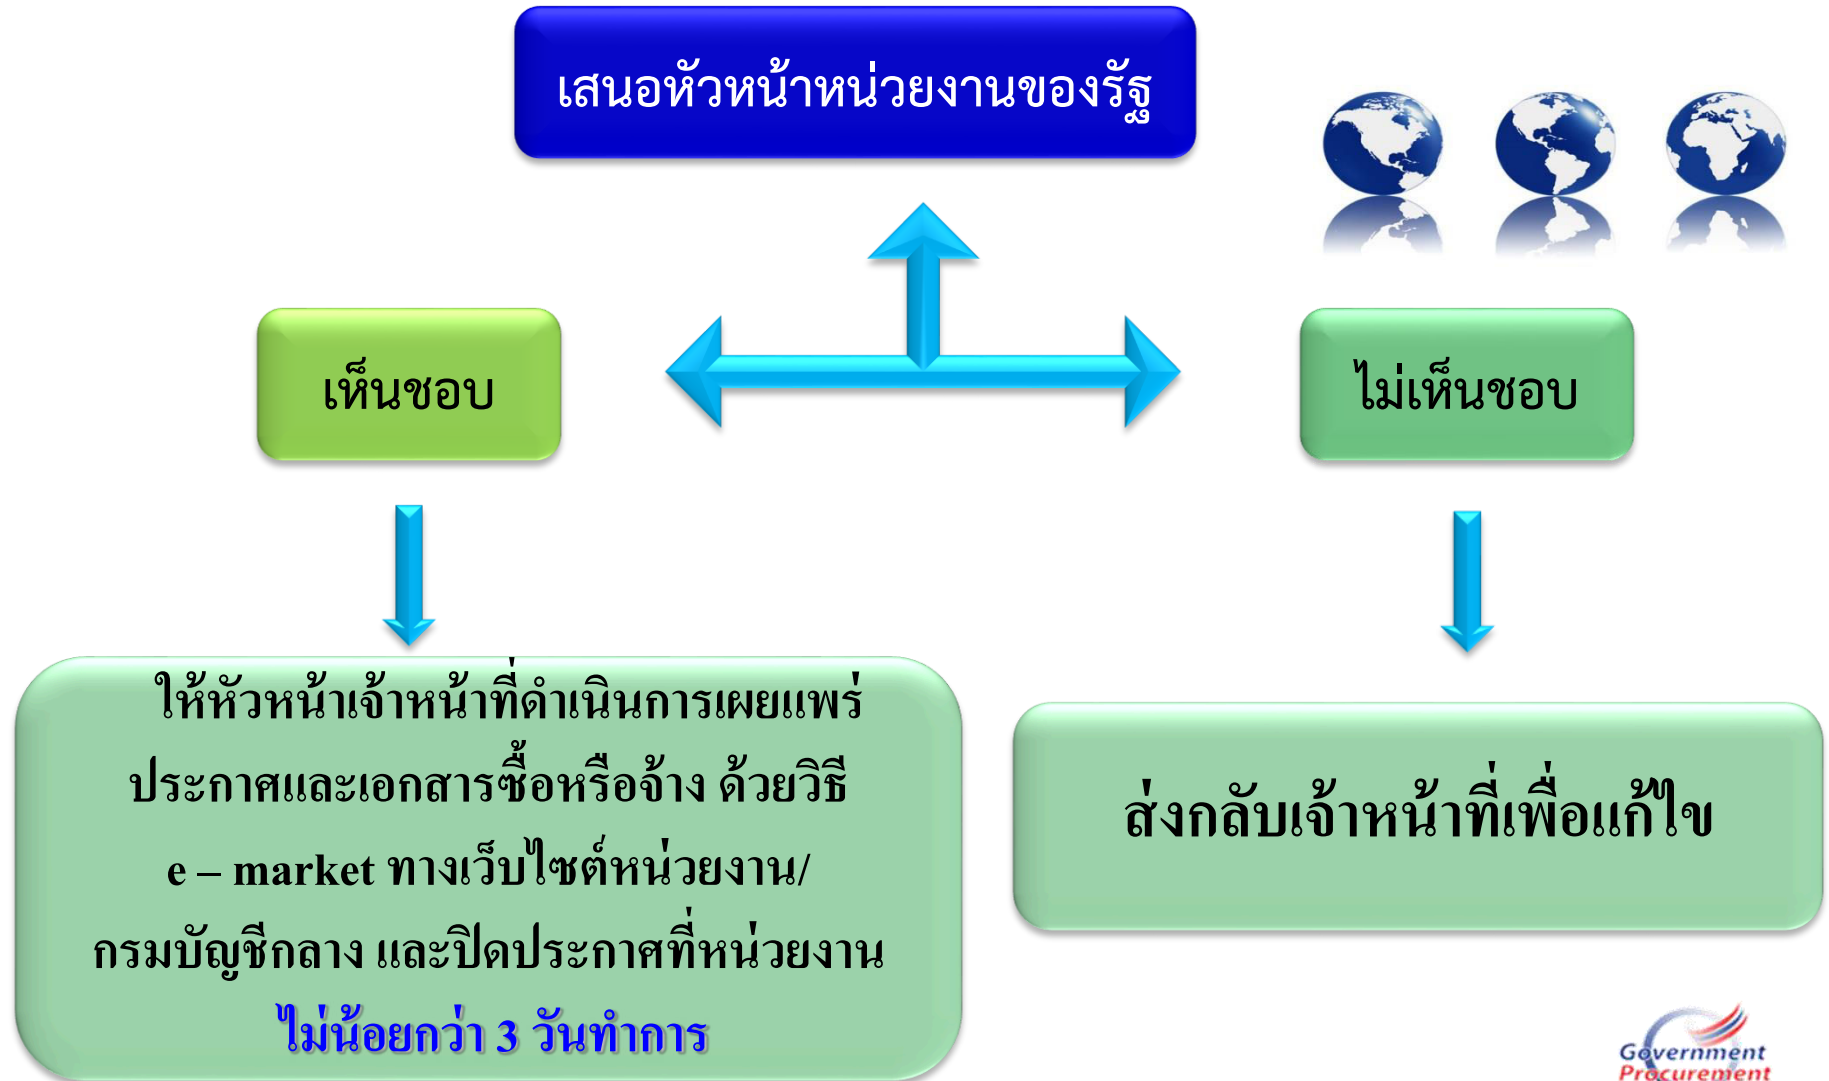 เสนอหัวหน้าหน่วยงานของรัฐ
เห็นชอบ
ไม่เห็นชอบ
ให้หัวหน้าเจ้าหน้าที่ดำเนินการเผยแพร่
ประกาศและเอกสารซื้อหรือจ้าง ด้วยวิธี
e – market ทางเว็บไซต์หน่วยงาน/
กรมบัญชีกลาง และปิดประกาศที่หน่วยงาน
ไม่น้อยกว่า 3 วันทำการ
ส่งกลับเจ้าหน้าที่เพื่อแก้ไข
Government
Procurement